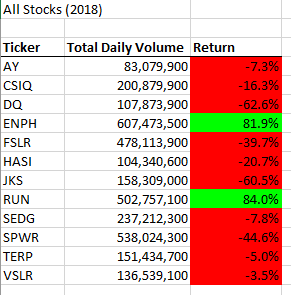 All Stocks (2018)
Ticker Total Daily Volume Return
AY 83,079,900 -7.3%
CSIQ 200,879,900 -16.3%
DQ 107,873,900 -62.6%
ENPH 607,473,500 81.9%
FSLR 478,113,900 -39.7%
HASI 104,340,600 -20.7%
JKS 158,309,000 -60.5%
RUN 502,757,100 84.0%
SEDG 237,212,300 -7.8%
SPWR 538,024,300 -44.6%
TERP 151,434,700 -5.0%
VSLR 136,539,100 -3.5%